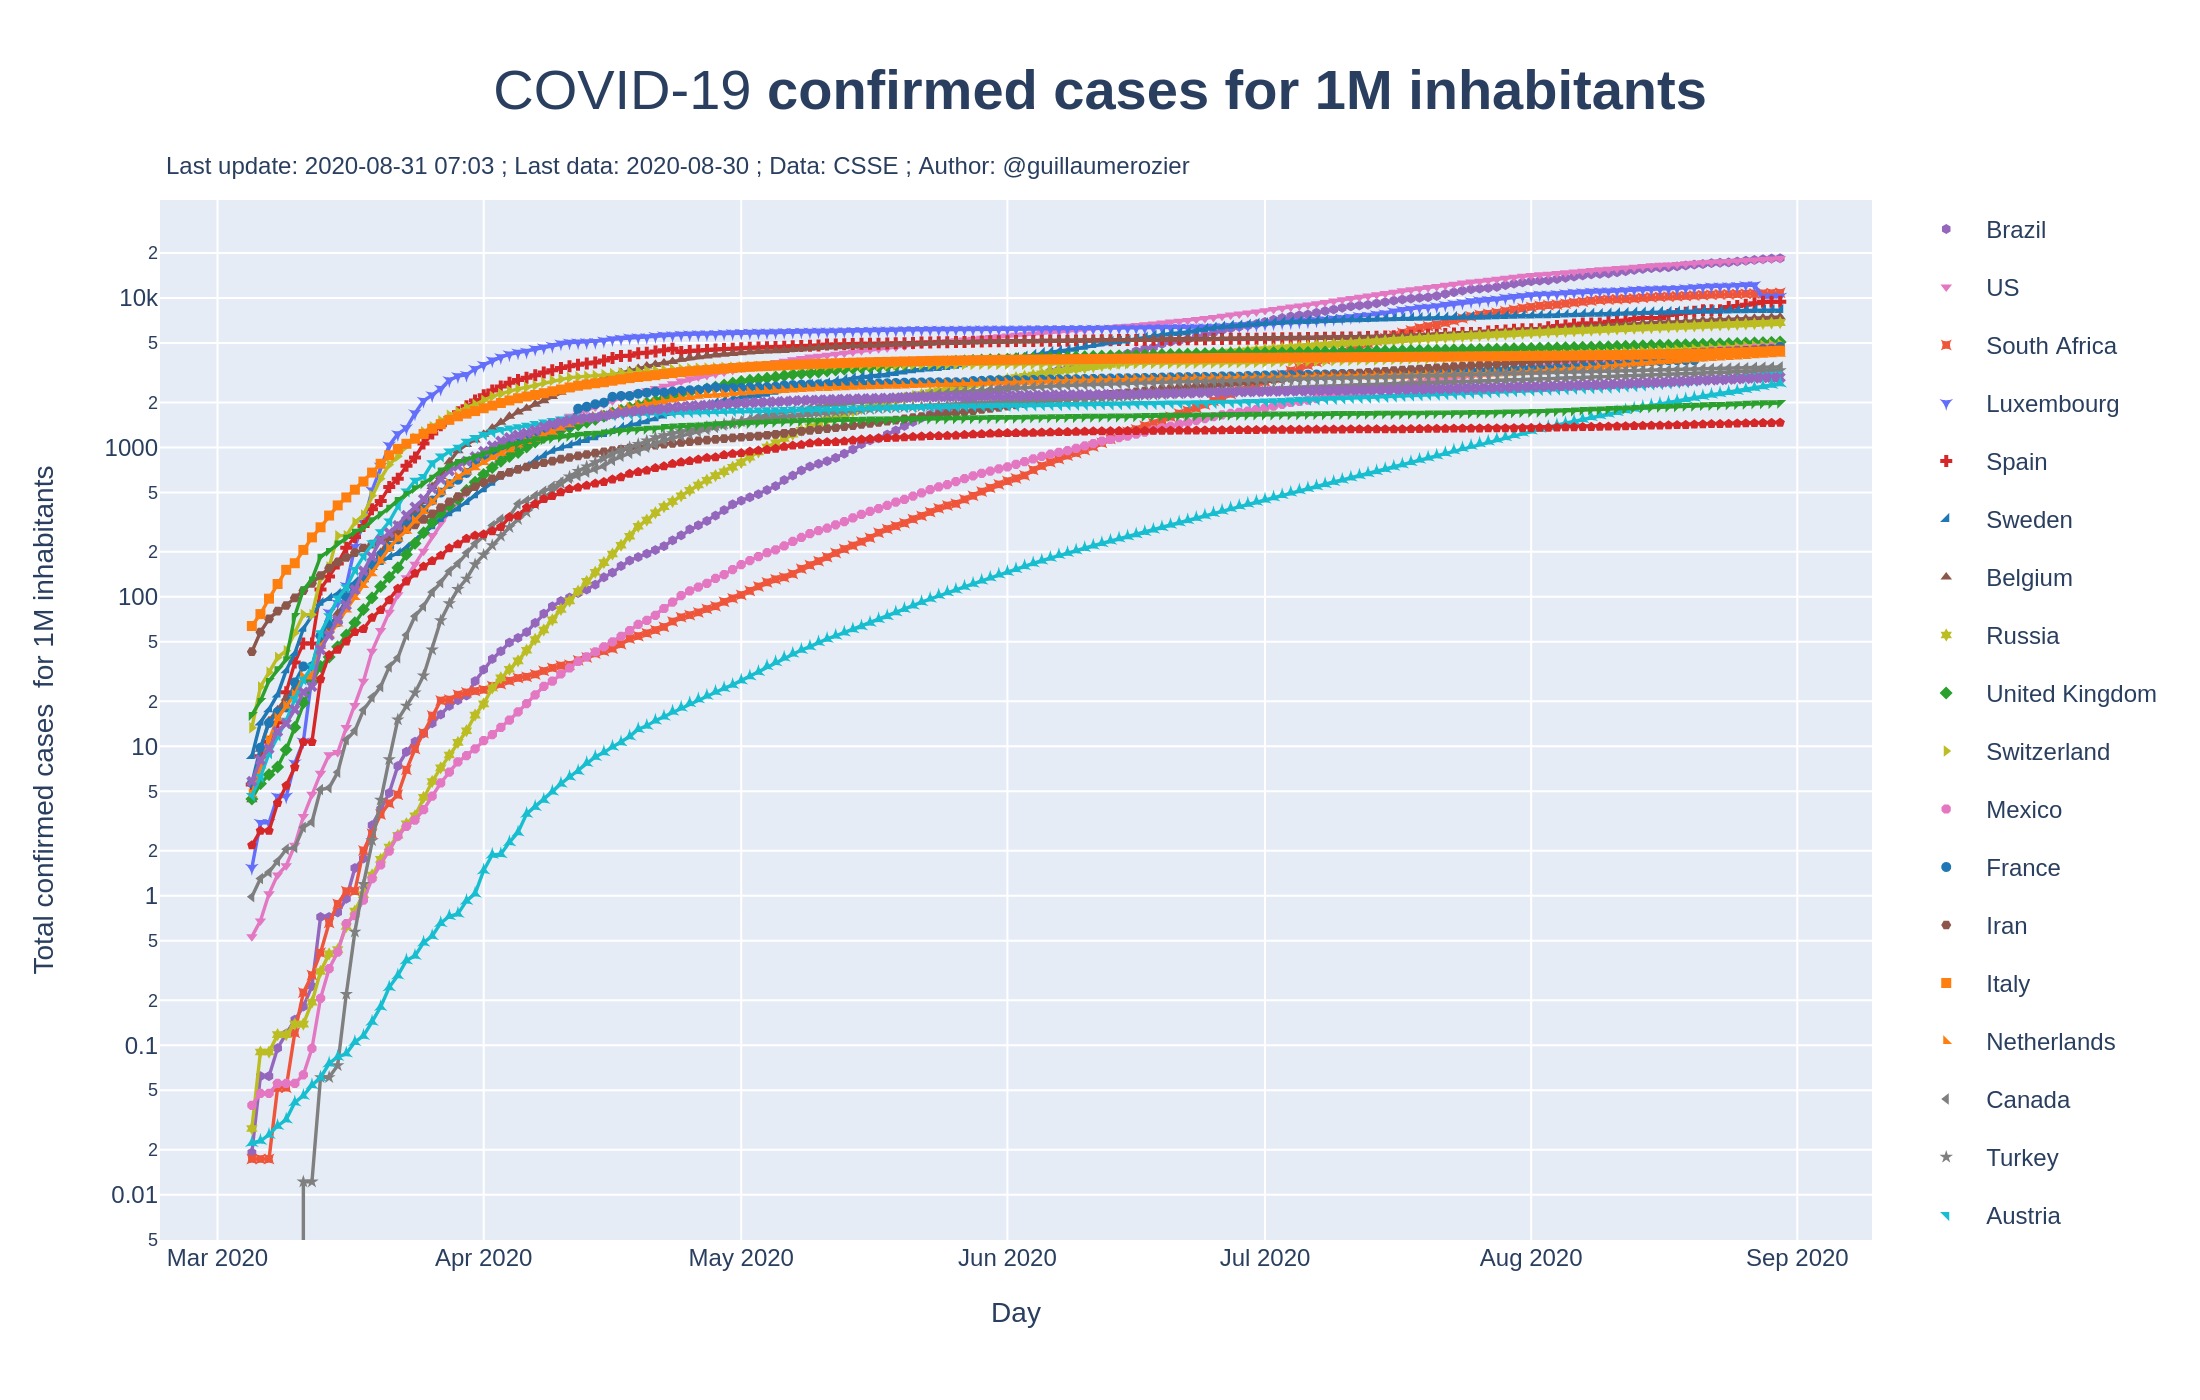 COVID-19 confirmed cases for 1M inhabitants
Last update: 2020-08-31 07:03 ; Last data: 2020-08-30 ; Data: CSSE ; Author: @guillaumerozier
Total confirmed cases  for 1M inhabitants
2
10k
5
2
1000
5
2
100
5
2
10
5
2
1
5
2
0.1
5
2
0.01
5
Mar 2020
Apr 2020
May 2020
Jun 2020
Jul 2020
Aug 2020
Sep 2020
Day
Brazil
US
South Africa
Luxembourg
Spain
Sweden
Belgium
Russia
United Kingdom
Switzerland
Mexico
France
Iran
Italy
Netherlands
Canada
Turkey
Austria